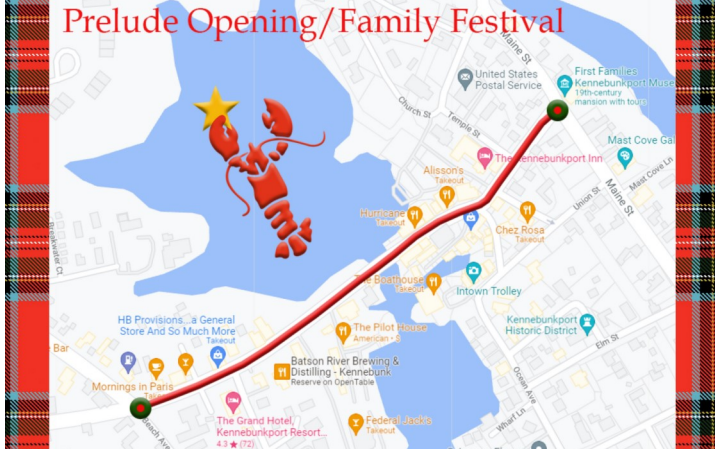 Prelude Opening/Family Festival
Maine St
United States
Postal Service
First Families
Kennebunkport Muse
19th-century
mansion with tours
Church St
Temple St
Mast Cove Gal
The Kennebunkport Inn
Mast Cove Ln
Alisson's
Takeout
Maine St
Union St
Hurricane
Takeout
Chez Rosa
Takeout
Breakwater Ct
The Boathouse
Takeout
Intown Trolley
HB Provisions...a General
Store And So Much More
Takeout
The Pilot House
American • $
Kennebunkport
Historic District
Elm St
Bar
Batson River Brewing &
Distilling - Kennebunk
Reserve on OpenTable
Mornings in Paris
Ocean Ave
Beach Ave
The Grand Hotel,
Kennebunkport Resort...
4.3 ★ (72)
Federal Jack's
Takeout
Wharf Ln